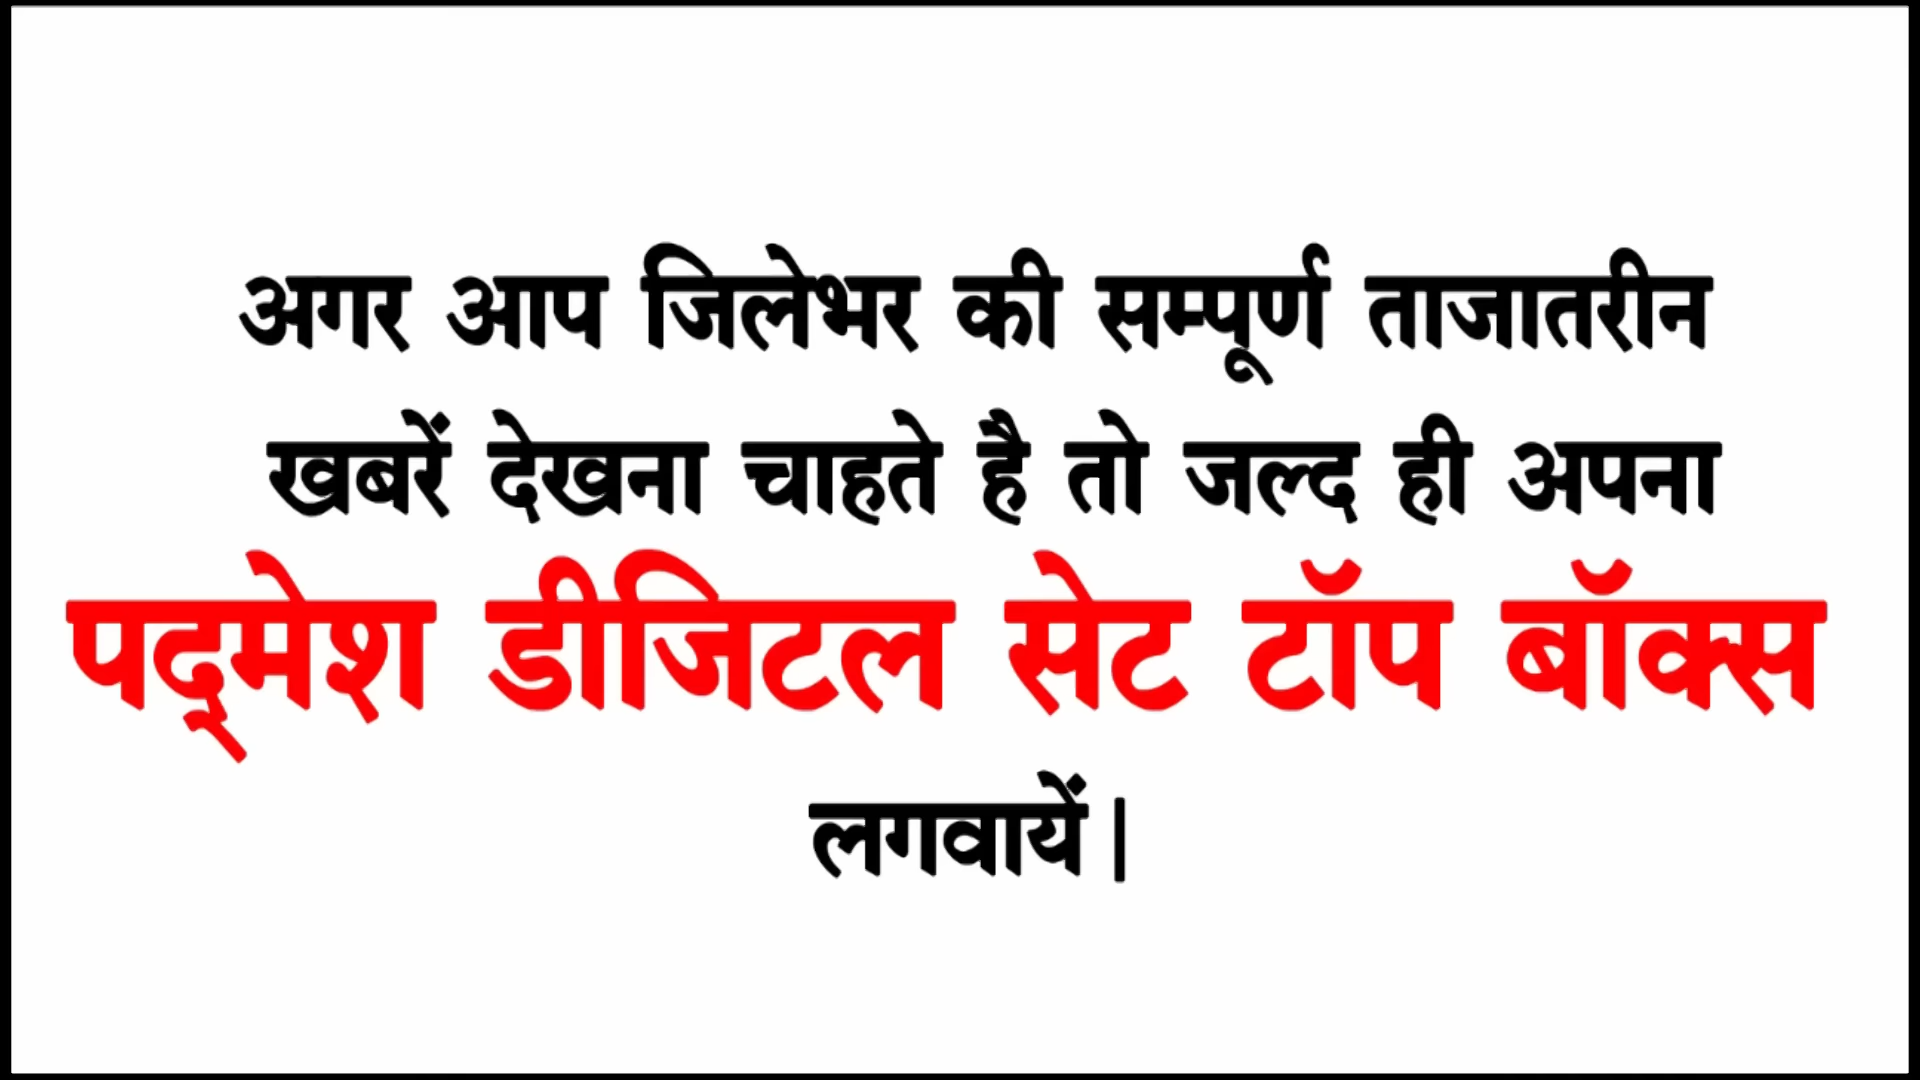 अगर आप जिलेभर की सम्पूर्ण ताजातरीन
खबरें देखना चाहते है तो जल्द ही अपना
पद्‌मेश डीजिटल सेट टॉप बॉक्स
लगवायें।